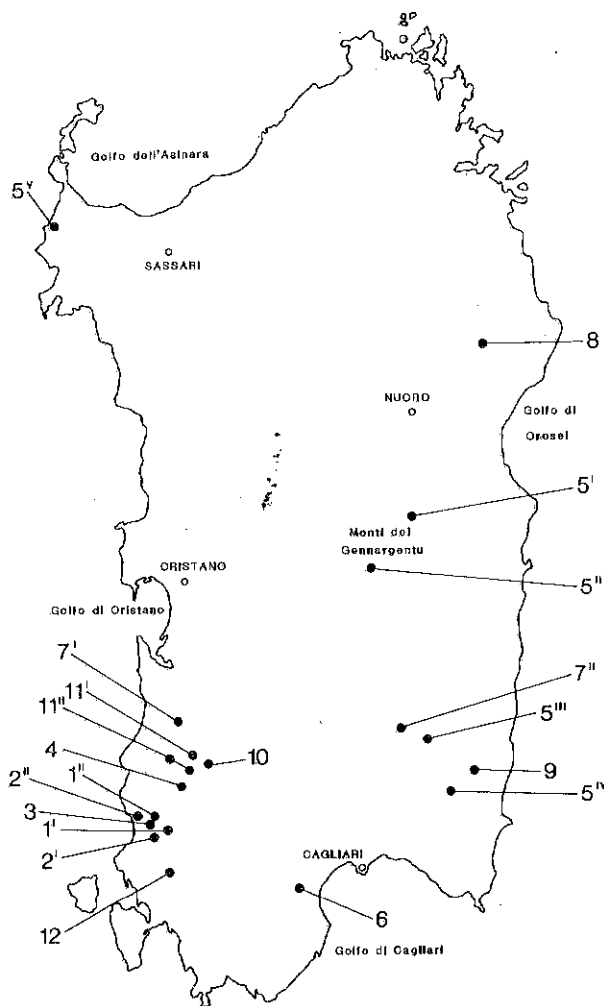 Golfo dell'Asinara
5V
SASSARI
8
NUORO
Golfo di
Orosei
5I
Monti del
Gennargentu
ORISTANO
5II
Golfo di Oristano
7I
11I
7II
11II
5III
4
10
1II
9
2II
5IV
3
1I
2I
CAGLIARI
12
6
Golfo di Cagliari